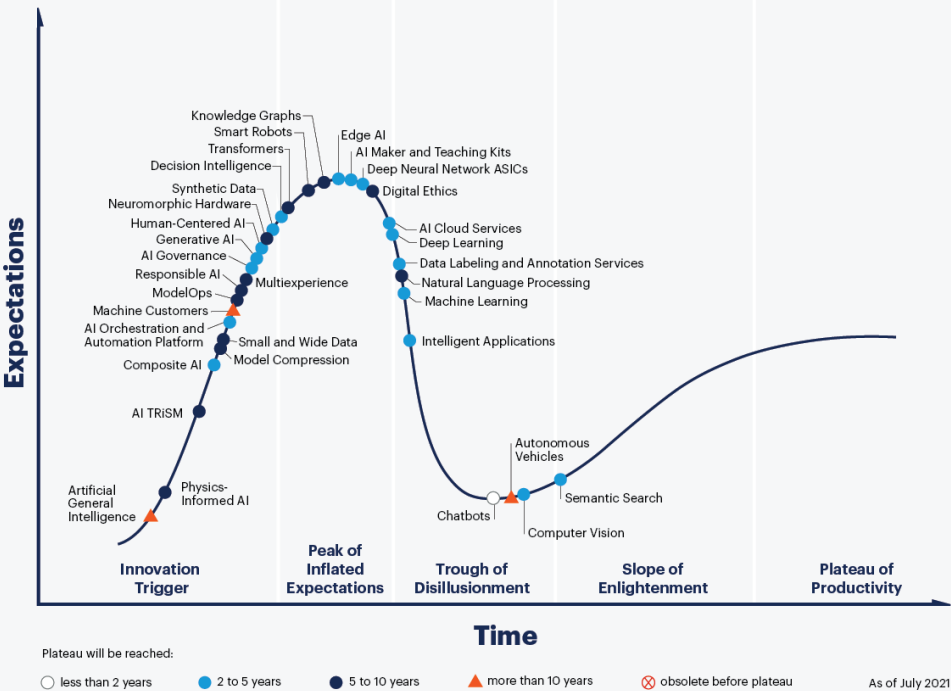 Expectations
Knowledge Graphs
Smart Robots
Transformers
Decision Intelligence
Synthetic Data
Neuromorphic Hardware
Human-Centered AI
Generative AI
AI Governance
Responsible AI
Multiexperience
ModelOps
Machine Customers
AI Orchestration and
Automation Platform
Small and Wide Data
Model Compression
Composite AI
AI TRiSM
Physics-
Informed AI
Artificial
General
Intelligence
Edge AI
AI Maker and Teaching Kits
Deep Neural Network ASICs
Digital Ethics
AI Cloud Services
Deep Learning
Data Labeling and Annotation Services
Natural Language Processing
Machine Learning
Intelligent Applications
Autonomous
Vehicles
Chatbots
Semantic Search
Computer Vision
Innovation
Trigger
Peak of
Inflated
Expectations
Trough of
Disillusionment
Slope of
Enlightenment
Plateau of
Productivity
Time
Plateau will be reached:
less than 2 years
2 to 5 years
5 to 10 years
more than 10 years
obsolete before plateau
As of July 2021